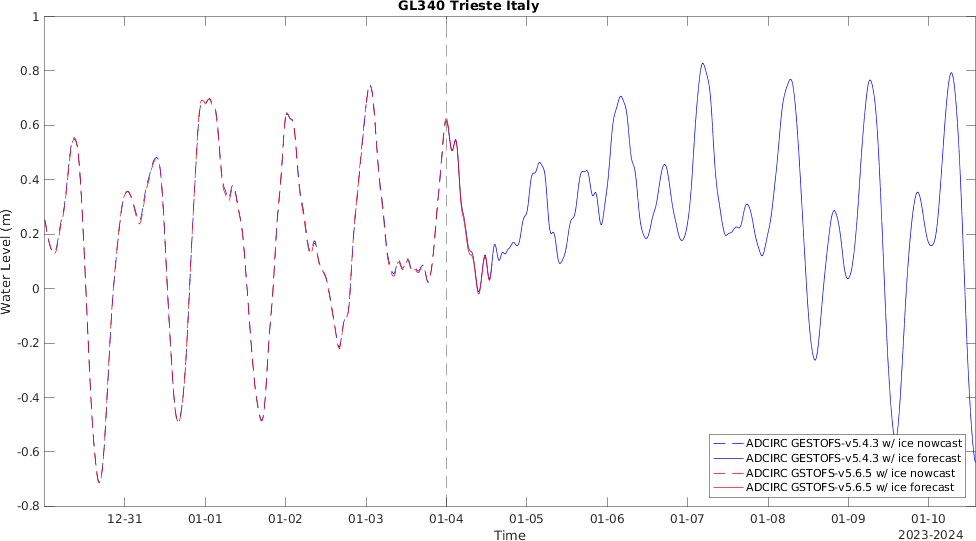 GL340 Trieste Italy
1
0.8
0.6
0.4
0.2
0
-0.2
-0.4
-0.6
-0.8
Water Level (m)
ADCIRC GESTOFS-v5.4.3 w/ ice nowcast
ADCIRC GESTOFS-v5.4.3 w/ ice forecast
ADCIRC GSTOFS-v5.6.5 w/ ice nowcast
ADCIRC GSTOFS-v5.6.5 w/ ice forecast
12-31 01-01 01-02 01-03 01-04 01-05 01-06 01-07 01-08 01-09 01-10
Time
2023-2024